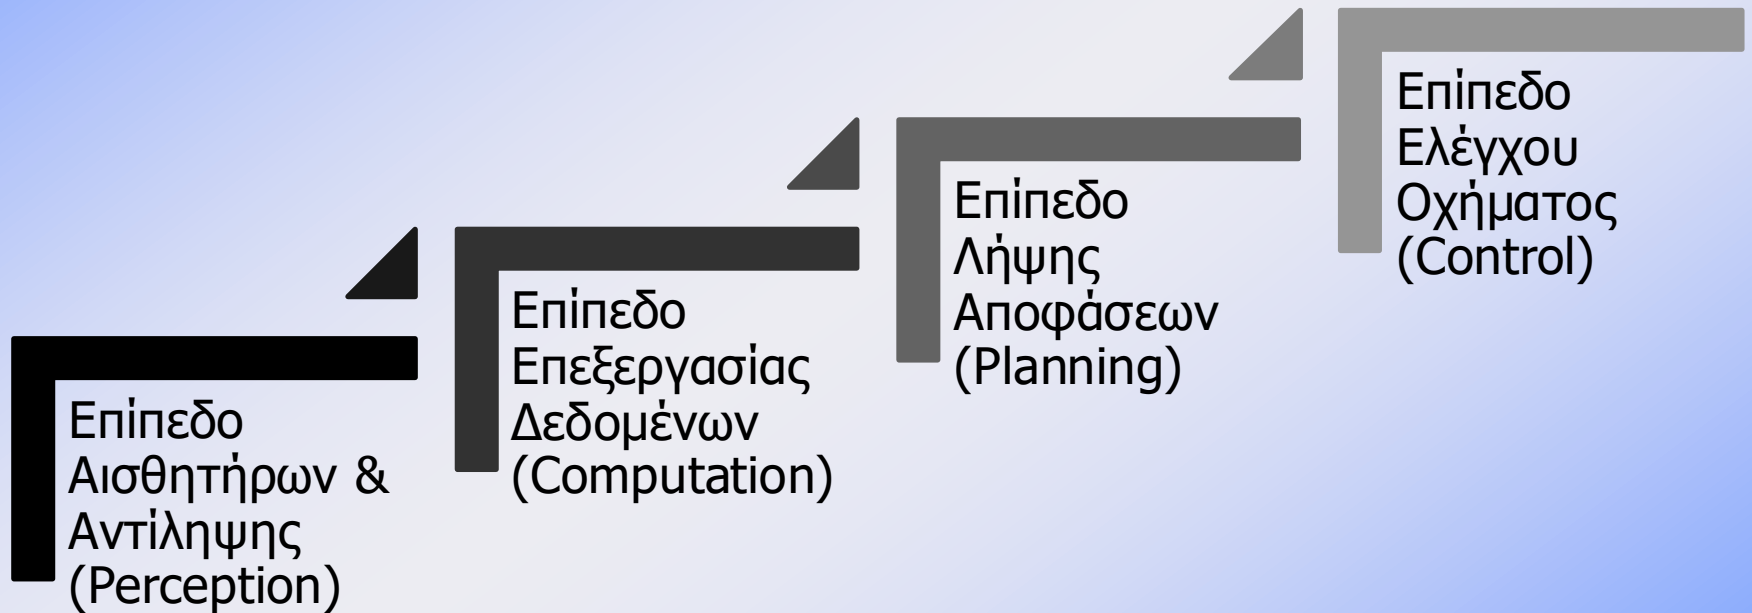 Επίπεδο
Αισθητήρων &
Αντίληψης
(Perception)
Επίπεδο
Επεξεργασίας
Δεδομένων
(Computation)
Επίπεδο
Λήψης
Αποφάσεων
(Planning)
Επίπεδο
Ελέγχου
Οχήματος
(Control)